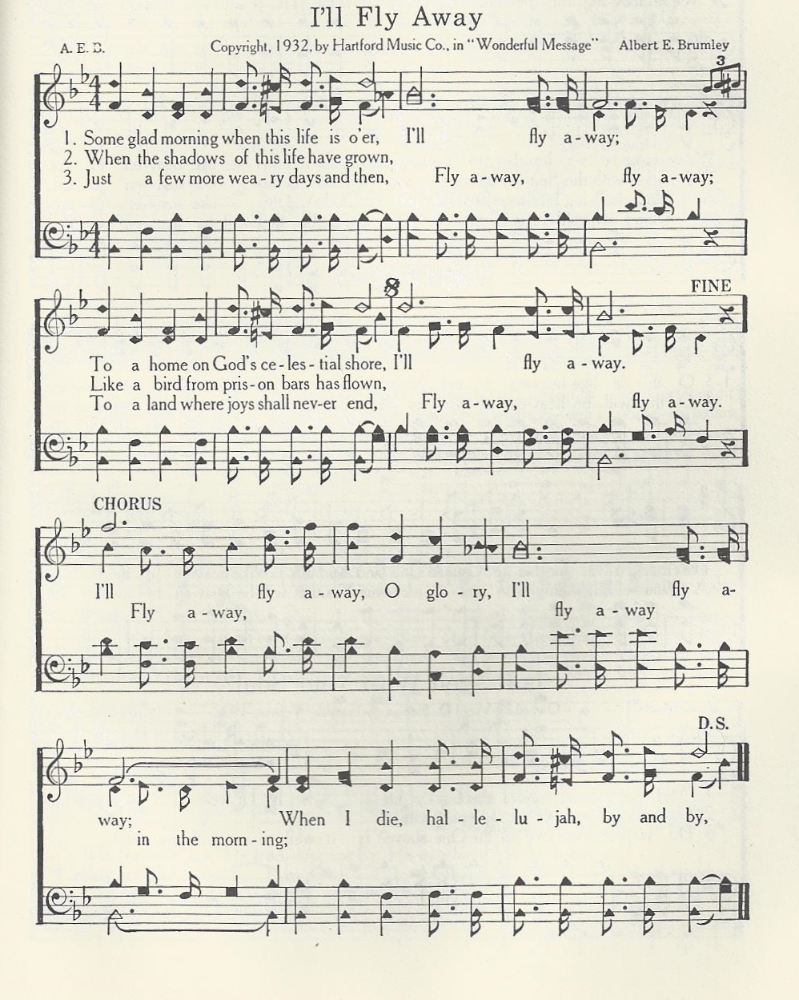 I'll Fly Away
A. E. B. Copyright, 1932, by Hartford Music Co., in "Wonderful Message" Albert E. Brumley
3
4
4
1. Some glad morning when this life is o'er, I'll fly a-way;
2. When the shadows of this life have grown,
3. Just a few more wea-ry days and then, Fly a-way, fly a-way;
4
4
FINE
To a home on God's ce-les-tial shore, I'll fly a-way.
Like a bird from pris-on bars has flown,
To a land where joys shall nev-er end, Fly a-way, fly a-way.
CHORUS
I'll fly a-way, O glo-ry, I'll fly a-
Fly a-way, fly a-way
D.S.
way; When I die, hal-le-lu-jah, by and by,
in the morn-ing;